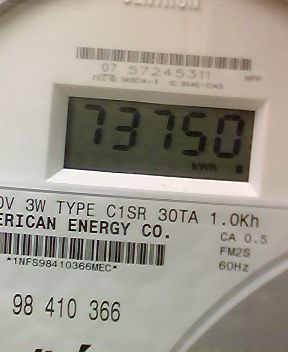 07 57245311
73750
kWh
0V 3W TYPE C1SR 30TA 1.0Kh
ERICAN ENERGY CO.
CA 0.5
FM2S
*1NFS98410366MEC*
60Hz
98 410 366